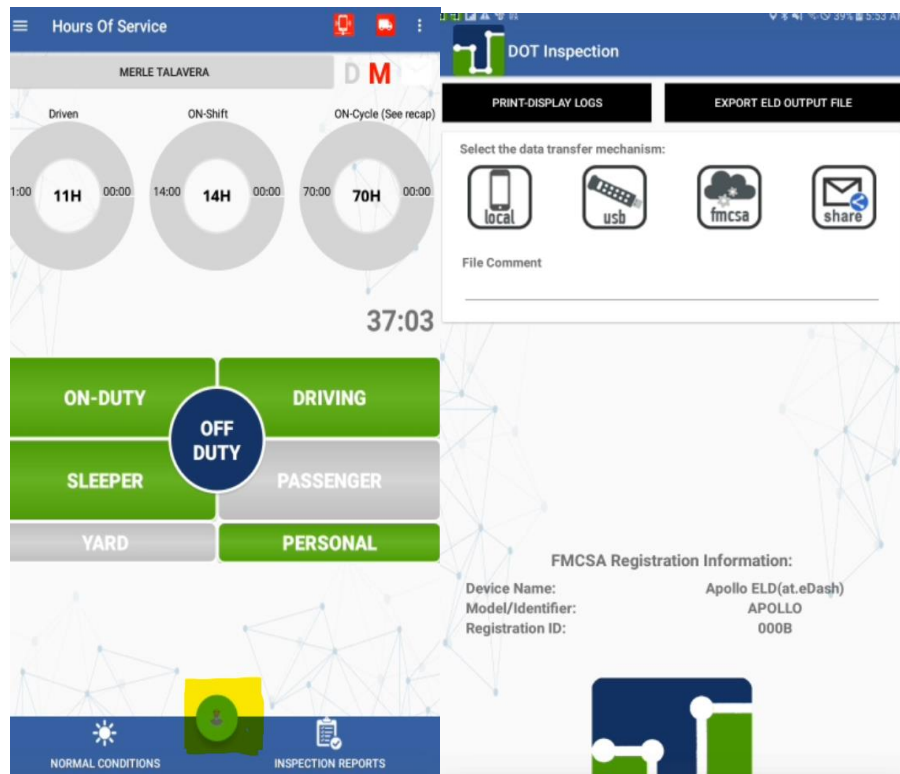 Hours Of Service
MERLE TALAVERA
D M
Driven
ON-Shift
ON-Cycle (See recap)
1:00
11H
00:00
14:00
14H
00:00
70:00
70H
00:00
37:03
ON-DUTY
DRIVING
OFF
DUTY
SLEEPER
PASSENGER
YARD
PERSONAL
NORMAL CONDITIONS
INSPECTION REPORTS
39% 5:53 AM
DOT Inspection
PRINT-DISPLAY LOGS
EXPORT ELD OUTPUT FILE
Select the data transfer mechanism:
local
usb
fmcsa
share
File Comment
FMCSA Registration Information:
Device Name: Apollo ELD(at.eDash)
Model/Identifier: APOLLO
Registration ID: 000B